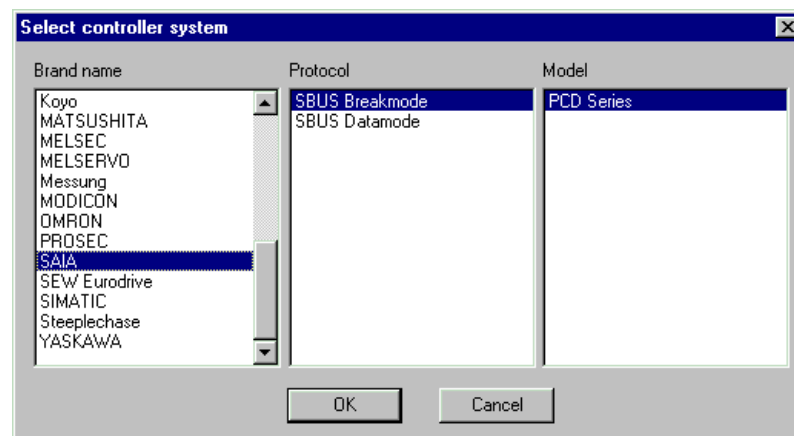 Select controller system
Brand name
Protocol
Model
Koyo
MATSUSHITA
MELSEC
MELSERVO
Messung
MODICON
OMRON
PROSEC
SAIA
SEW Eurodrive
SIMATIC
Steeplechase
YASKAWA
SBUS Breakmode
SBUS Datamode
PCD Series
OK
Cancel